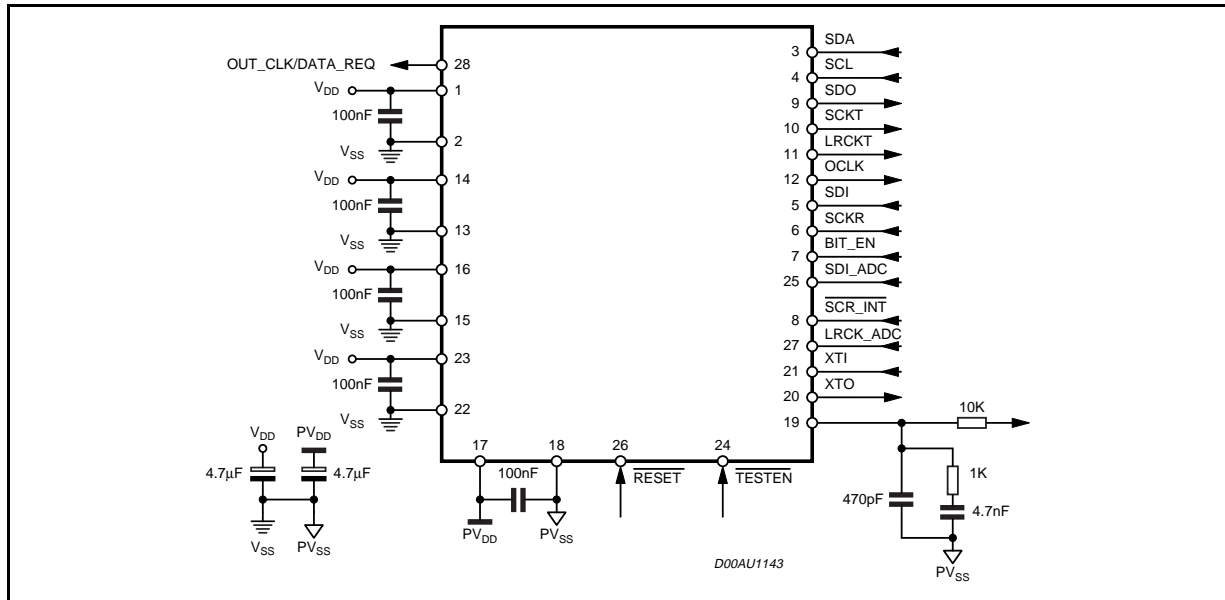 OUT_CLK/DATA_REQ 28
VDD 1
100nF
VSS 2
VDD 14
100nF
VSS 13
VDD 16
100nF
VSS 15
VDD 23
100nF
VSS 22
3 SDA
4 SCL
9 SDO
10 SCKT
11 LRCKT
12 OCLK
5 SDI
6 SCKR
7 BIT_EN
25 SDI_ADC
8 SCR_INT
27 LRCK_ADC
21 XTI
20 XTO
19 10K
470pF 1K
4.7nF
PVSS
17 18 26 24
100nF RESET TESTEN
PVDD PVSS
VDD PVDD
4.7μF 4.7μF
VSS PVSS
D00AU1143